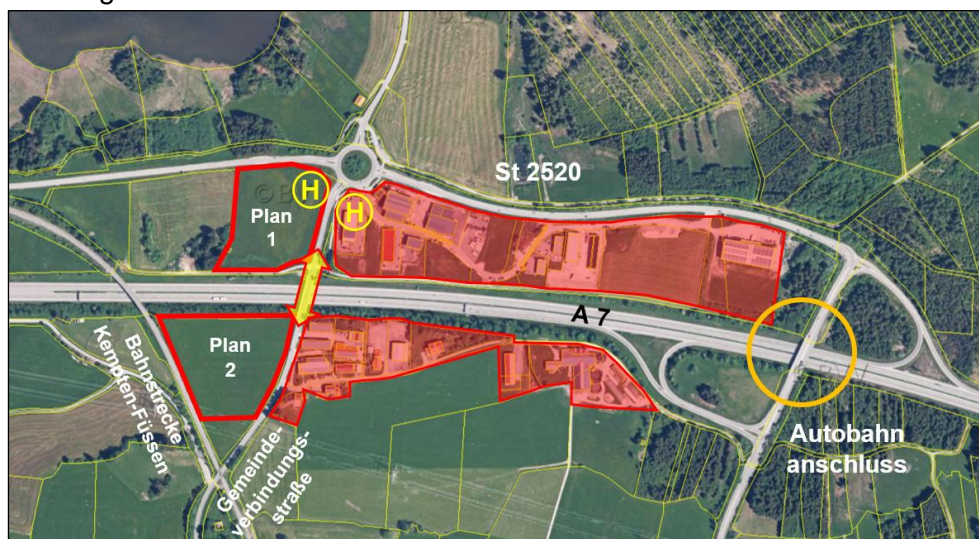 St 2520
H
H
Plan
1
A 7
Plan
2
Bahnstrecke
Kempten-Füssen
Gemeinde-
verbindungs-
straße
Autobahn
anschluss